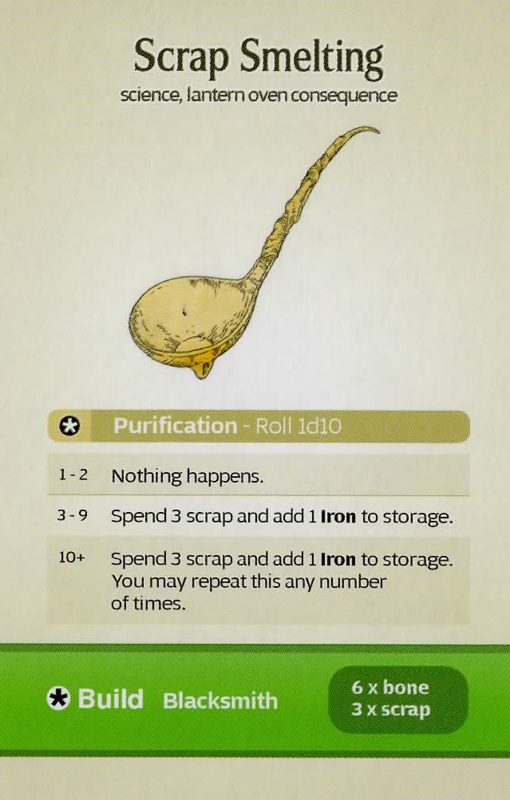 Scrap Smelting
science, lantern oven consequence
Purification - Roll 1d10
1 - 2 Nothing happens.
3 - 9 Spend 3 scrap and add 1 Iron to storage.
10+ Spend 3 scrap and add 1 Iron to storage.
You may repeat this any number
of times.
Build Blacksmith 6 x bone
3 x scrap